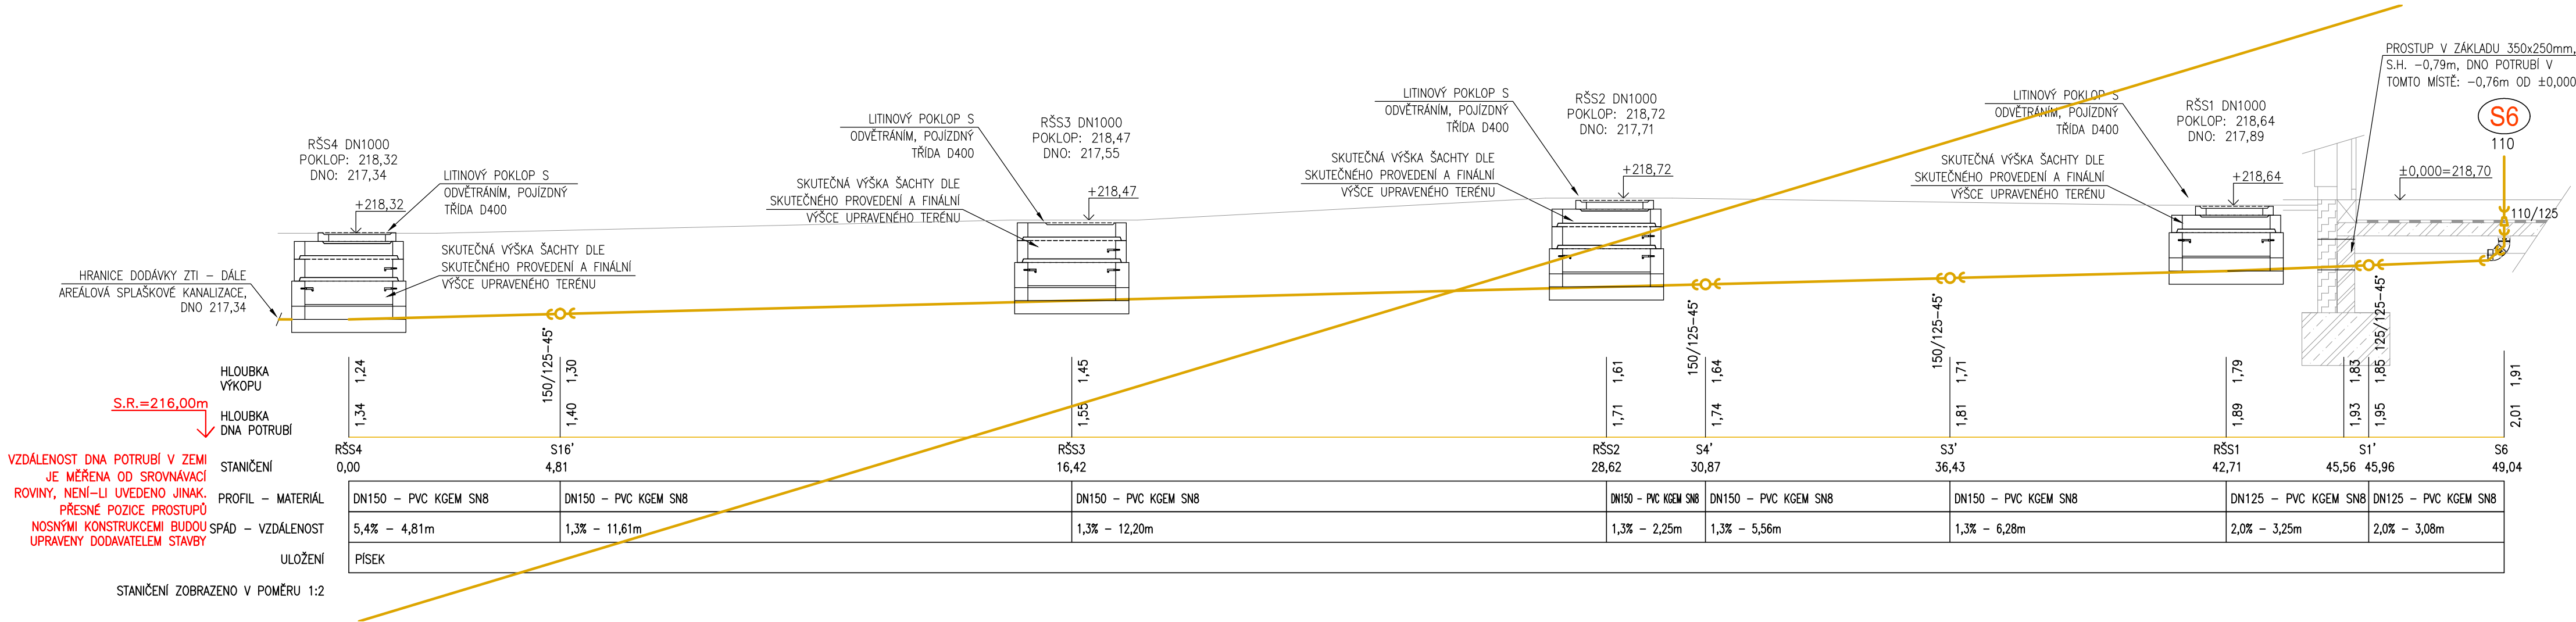 RŠS4 DN1000
POKLOP: 218,32
DNO: 217,34
+218,32
LITINOVÝ POKLOP S
ODVĚTRÁNÍM, POJÍZDNÝ
TŘÍDA D400
SKUTEČNÁ VÝŠKA ŠACHTY DLE
SKUTEČNÉHO PROVEDENÍ A FINÁLNÍ
VÝŠCE UPRAVENÉHO TERÉNU
HRANICE DODÁVKY ZTI – DÁLE
AREÁLOVÁ SPLAŠKOVÉ KANALIZACE,
DNO 217,34
LITINOVÝ POKLOP S
ODVĚTRÁNÍM, POJÍZDNÝ
TŘÍDA D400
RŠS3 DN1000
POKLOP: 218,47
DNO: 217,55
SKUTEČNÁ VÝŠKA ŠACHTY DLE
SKUTEČNÉHO PROVEDENÍ A FINÁLNÍ
VÝŠCE UPRAVENÉHO TERÉNU
+218,47
LITINOVÝ POKLOP S
ODVĚTRÁNÍM, POJÍZDNÝ
TŘÍDA D400
RŠS2 DN1000
POKLOP: 218,72
DNO: 217,71
SKUTEČNÁ VÝŠKA ŠACHTY DLE
SKUTEČNÉHO PROVEDENÍ A FINÁLNÍ
VÝŠCE UPRAVENÉHO TERÉNU
+218,72
LITINOVÝ POKLOP S
ODVĚTRÁNÍM, POJÍZDNÝ
TŘÍDA D400
RŠS1 DN1000
POKLOP: 218,64
DNO: 217,89
SKUTEČNÁ VÝŠKA ŠACHTY DLE
SKUTEČNÉHO PROVEDENÍ A FINÁLNÍ
VÝŠCE UPRAVENÉHO TERÉNU
+218,64
PROSTUP V ZÁKLADU 350x250mm,
S.H. –0,79m, DNO POTRUBÍ V
TOMTO MÍSTĚ: –0,76m OD ±0,000
S6
110
±0,000=218,70
110/125
150/125-45°
150/125-45°
150/125-45°
125/125-45°
HLOUBKA
VÝKOPU
1,24 1,30 1,45 1,61 1,64 1,71 1,79 1,83 1,85 1,91
S.R.=216,00m
HLOUBKA
DNA POTRUBÍ
1,34 1,40 1,55 1,71 1,74 1,81 1,89 1,93 1,95 2,01
RŠS4 S16' RŠS3 RŠS2 S4' S3' RŠS1 S1' S6
STANIČENÍ 0,00 4,81 16,42 28,62 30,87 36,43 42,71 45,56 45,96 49,04
VZDÁLENOST DNA POTRUBÍ V ZEMI
JE MĚŘENA OD SROVNÁVACÍ
ROVINY, NENÍ–LI UVEDENO JINAK.
PŘESNÉ POZICE PROSTUPŮ
NOSNÝMI KONSTRUKCEMI BUDOU
UPRAVENY DODAVATELEM STAVBY
PROFIL – MATERIÁL DN150 – PVC KGEM SN8 DN150 – PVC KGEM SN8 DN150 – PVC KGEM SN8 DN150 – PVC KGEM SN8 DN150 – PVC KGEM SN8 DN150 – PVC KGEM SN8 DN125 – PVC KGEM SN8 DN125 – PVC KGEM SN8
SPÁD – VZDÁLENOST 5,4% – 4,81m 1,3% – 11,61m 1,3% – 12,20m 1,3% – 2,25m 1,3% – 5,56m 1,3% – 6,28m 2,0% – 3,25m 2,0% – 3,08m
ULOŽENÍ PÍSEK
STANIČENÍ ZOBRAZENO V POMĚRU 1:2